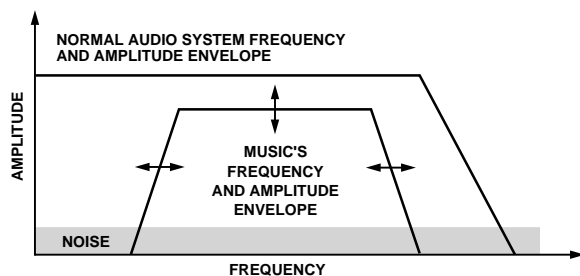 NORMAL AUDIO SYSTEM FREQUENCY
AND AMPLITUDE ENVELOPE
AMPLITUDE
MUSIC'S
FREQUENCY
AND AMPLITUDE
ENVELOPE
NOISE
FREQUENCY